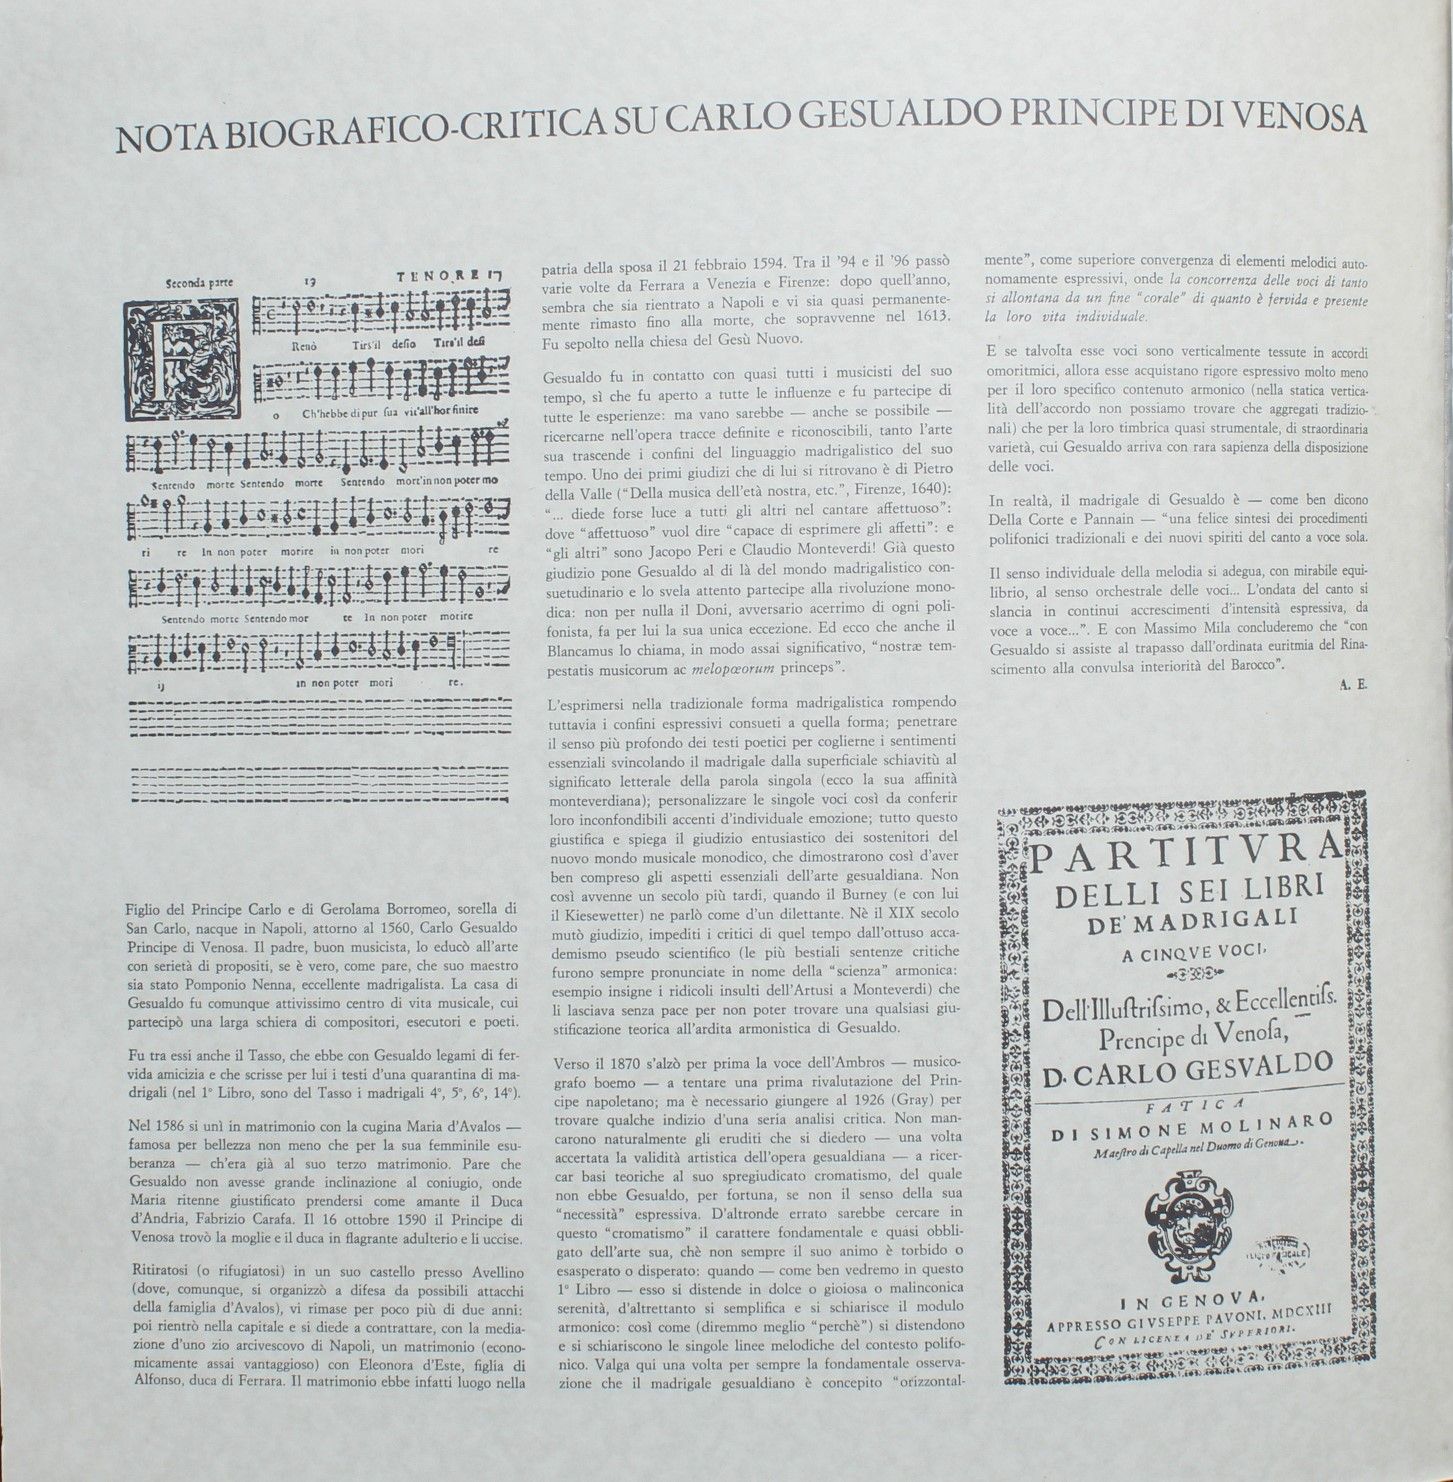 NOTA BIOGRAFICO-CRITICA SU CARLO GESUALDO PRINCIPE DI VENOSA
Seconda parte 19 TENORE 17
F
Renò Tirs'il desio Tirs'il desi
o Ch'hebbe di pur sua vit'all'hor finire
Sentendo morte Sentendo morte Sentendo mort'in non poter mo
ri re In non poter morire in non poter mori re
Sentendo morte Sentendo mor te In non poter morire
ij in non poter mori re.
Figlio del Principe Carlo e di Gerolama Borromeo, sorella di
San Carlo, nacque in Napoli, attorno al 1560, Carlo Gesualdo
Principe di Venosa. Il padre, buon musicista, lo educò all'arte
con serietà di propositi, se è vero, come pare, che suo maestro
sia stato Pomponio Nenna, eccellente madrigalista. La casa di
Gesualdo fu comunque attivissimo centro di vita musicale, cui
partecipò una larga schiera di compositori, esecutori e poeti.
Fu tra essi anche il Tasso, che ebbe con Gesualdo legami di fer-
vida amicizia e che scrisse per lui i testi d'una quarantina di ma-
drigali (nel 1° Libro, sono del Tasso i madrigali 4°, 5°, 6°, 14°).
Nel 1586 si unì in matrimonio con la cugina Maria d'Avalos —
famosa per bellezza non meno che per la sua femminile esu-
beranza — ch'era già al suo terzo matrimonio. Pare che
Gesualdo non avesse grande inclinazione al coniugio, onde
Maria ritenne giustificato prendersi come amante il Duca
d'Andria, Fabrizio Carafa. Il 16 ottobre 1590 il Principe di
Venosa trovò la moglie e il duca in flagrante adulterio e li uccise.
Ritiratosi (o rifugiatosi) in un suo castello presso Avellino
(dove, comunque, si organizzò a difesa da possibili attacchi
della famiglia d'Avalos), vi rimase per poco più di due anni:
poi rientrò nella capitale e si diede a contrattare, con la media-
zione d'uno zio arcivescovo di Napoli, un matrimonio (econo-
micamente assai vantaggioso) con Eleonora d'Este, figlia di
Alfonso, duca di Ferrara. Il matrimonio ebbe infatti luogo nella
patria della sposa il 21 febbraio 1594. Tra il '94 e il '96 passò
varie volte da Ferrara a Venezia e Firenze: dopo quell'anno,
sembra che sia rientrato a Napoli e vi sia quasi permanente-
mente rimasto fino alla morte, che sopravvenne nel 1613.
Fu sepolto nella chiesa del Gesù Nuovo.
Gesualdo fu in contatto con quasi tutti i musicisti del suo
tempo, sì che fu aperto a tutte le influenze e fu partecipe di
tutte le esperienze: ma vano sarebbe — anche se possibile —
ricercarne nell'opera tracce definite e riconoscibili, tanto l'arte
sua trascende i confini del linguaggio madrigalistico del suo
tempo. Uno dei primi giudizi che di lui si ritrovano è di Pietro
della Valle ("Della musica dell'età nostra, etc.", Firenze, 1640):
"... diede forse luce a tutti gli altri nel cantare affettuoso":
dove "affettuoso" vuol dire "capace di esprimere gli affetti": e
"gli altri" sono Jacopo Peri e Claudio Monteverdi! Già questo
giudizio pone Gesualdo al di là del mondo madrigalistico con-
suetudinario e lo svela attento partecipe alla rivoluzione mono-
dica: non per nulla il Doni, avversario acerrimo di ogni poli-
fonista, fa per lui la sua unica eccezione. Ed ecco che anche il
Blancamus lo chiama, in modo assai significativo, "nostræ tem-
pestatis musicorum ac melopœorum princeps".
L'esprimersi nella tradizionale forma madrigalistica rompendo
tuttavia i confini espressivi consueti a quella forma; penetrare
il senso più profondo dei testi poetici per coglierne i sentimenti
essenziali svincolando il madrigale dalla superficiale schiavitù al
significato letterale della parola singola (ecco la sua affinità
monteverdiana); personalizzare le singole voci così da conferir
loro inconfondibili accenti d'individuale emozione; tutto questo
giustifica e spiega il giudizio entusiastico dei sostenitori del
nuovo mondo musicale monodico, che dimostrarono così d'aver
ben compreso gli aspetti essenziali dell'arte gesualdiana. Non
così avvenne un secolo più tardi, quando il Burney (e con lui
il Kiesewetter) ne parlò come d'un dilettante. Nè il XIX secolo
mutò giudizio, impediti i critici di quel tempo dall'ottuso acca-
demismo pseudo scientifico (le più bestiali sentenze critiche
furono sempre pronunciate in nome della "scienza" armonica:
esempio insigne i ridicoli insulti dell'Artusi a Monteverdi) che
li lasciava senza pace per non poter trovare una qualsiasi giu-
stificazione teorica all'ardita armonistica di Gesualdo.
Verso il 1870 s'alzò per prima la voce dell'Ambros — musico-
grafo boemo — a tentare una prima rivalutazione del Prin-
cipe napoletano; ma è necessario giungere al 1926 (Gray) per
trovare qualche indizio d'una seria analisi critica. Non man-
carono naturalmente gli eruditi che si diedero — una volta
accertata la validità artistica dell'opera gesualdiana — a ricer-
car basi teoriche al suo spregiudicato cromatismo, del quale
non ebbe Gesualdo, per fortuna, se non il senso della sua
"necessità" espressiva. D'altronde errato sarebbe cercare in
questo "cromatismo" il carattere fondamentale e quasi obbli-
gato dell'arte sua, chè non sempre il suo animo è torbido o
esasperato o disperato: quando — come ben vedremo in questo
1° Libro — esso si distende in dolce o gioiosa o malinconica
serenità, d'altrettanto si semplifica e si schiarisce il modulo
armonico: così come (diremmo meglio "perchè") si distendono
e si schiariscono le singole linee melodiche del contesto polifo-
nico. Valga qui una volta per sempre la fondamentale osserva-
zione che il madrigale gesualdiano è concepito "orizzontal-
mente", come superiore convergenza di elementi melodici auto-
nomamente espressivi, onde la concorrenza delle voci di tanto
si allontana da un fine "corale" di quanto è fervida e presente
la loro vita individuale.
E se talvolta esse voci sono verticalmente tessute in accordi
omoritmici, allora esse acquistano rigore espressivo molto meno
per il loro specifico contenuto armonico (nella statica vertica-
lità dell'accordo non possiamo trovare che aggregati tradizio-
nali) che per la loro timbrica quasi strumentale, di straordinaria
varietà, cui Gesualdo arriva con rara sapienza della disposizione
delle voci.
In realtà, il madrigale di Gesualdo è — come ben dicono
Della Corte e Pannain — "una felice sintesi dei procedimenti
polifonici tradizionali e dei nuovi spiriti del canto a voce sola.
Il senso individuale della melodia si adegua, con mirabile equi-
librio, al senso orchestrale delle voci... L'ondata del canto si
slancia in continui accrescimenti d'intensità espressiva, da
voce a voce...". E con Massimo Mila concluderemo che "con
Gesualdo si assiste al trapasso dall'ordinata euritmia del Rina-
scimento alla convulsa interiorità del Barocco".
A. E.
PARTITVRA
DELLI SEI LIBRI
DE' MADRIGALI
A CINQVE VOCI,
Dell'Illuſtriſsimo, & Eccellentiſs.
Prencipe di Venoſa,
D. CARLO GESVALDO
FATICA
DI SIMONE MOLINARO
Maeſtro di Capella nel Duomo di Genoua.
IN GENOVA,
APPRESSO GIVSEPPE PAVONI. MDCXIII
CON LICENZA DE' SVPERIORI.